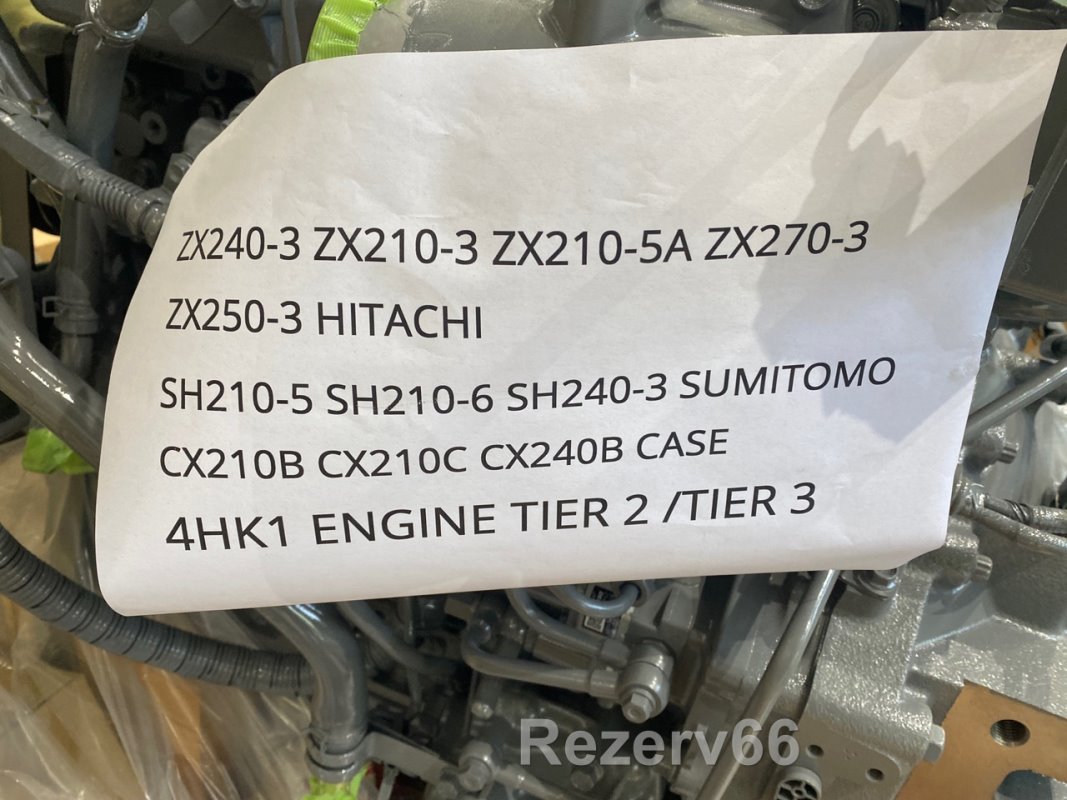 ZX240-3 ZX210-3 ZX210-5A ZX270-3
ZX250-3 HITACHI
SH210-5 SH210-6 SH240-3 SUMITOMO
CX210B CX210C CX240B CASE
4HK1 ENGINE TIER 2 /TIER 3
Rezerv66